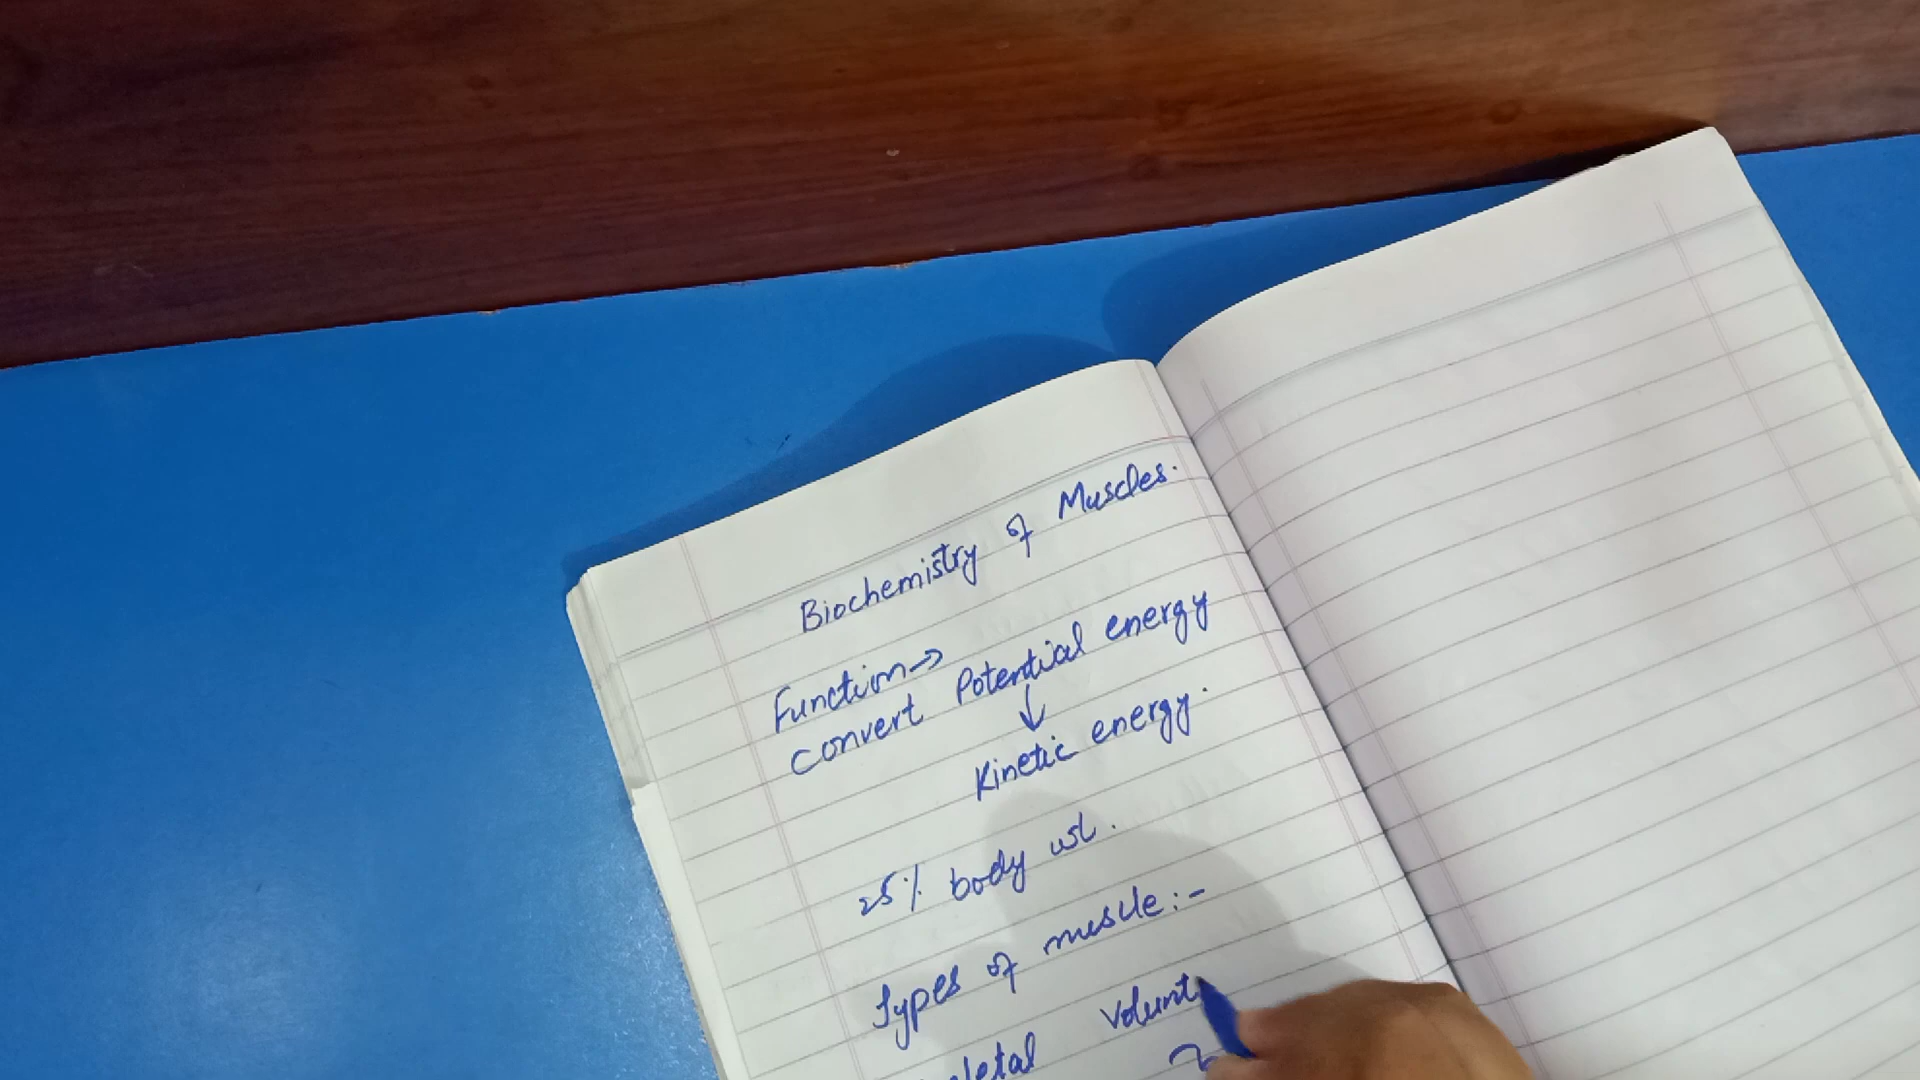 Biochemistry of Muscles.
Function→
Convert Potential energy
↓
Kinetic energy.
25% body wt.
Types of muscle:-